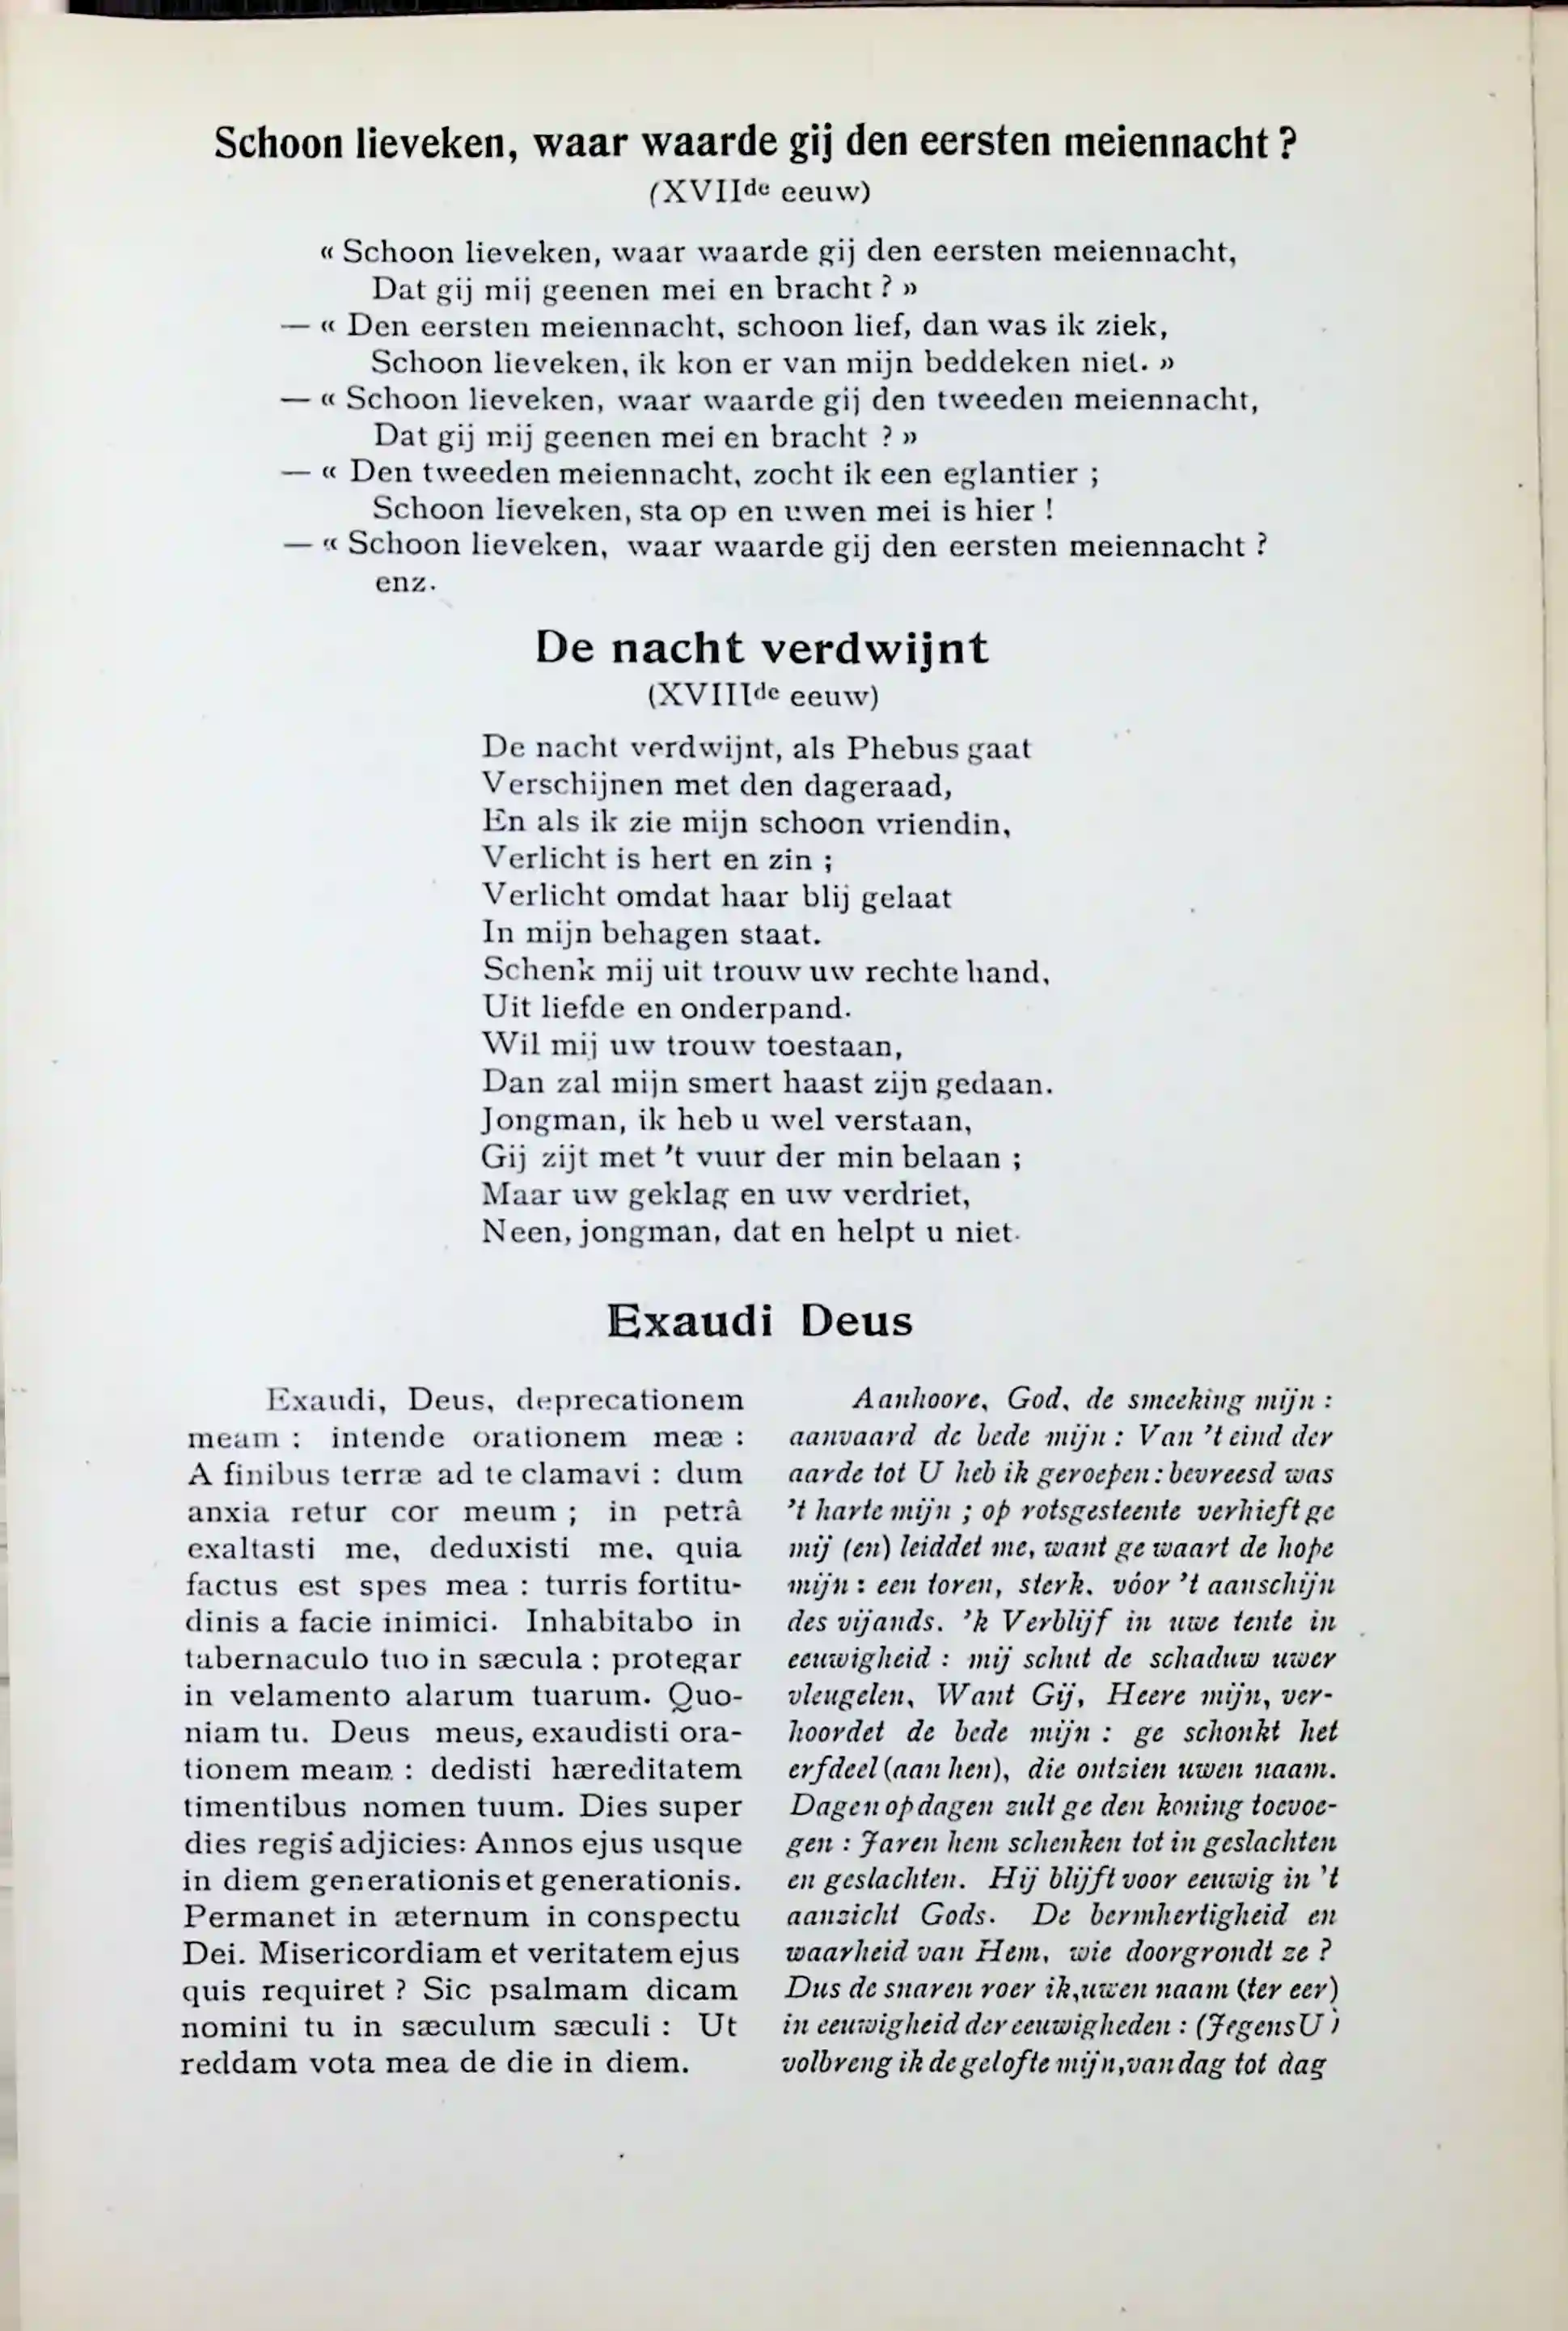 Schoon lieveken, waar waarde gij den eersten meiennacht ?
(XVIIde eeuw)
« Schoon lieveken, waar waarde gij den eersten meiennacht,
Dat gij mij geenen mei en bracht ? »
— « Den eersten meiennacht, schoon lief, dan was ik ziek,
Schoon lieveken, ik kon er van mijn beddeken niet. »
— « Schoon lieveken, waar waarde gij den tweeden meiennacht,
Dat gij mij geenen mei en bracht ? »
— « Den tweeden meiennacht, zocht ik een eglantier ;
Schoon lieveken, sta op en uwen mei is hier !
— « Schoon lieveken, waar waarde gij den eersten meiennacht ?
enz.
De nacht verdwijnt
(XVIIIde eeuw)
De nacht verdwijnt, als Phebus gaat
Verschijnen met den dageraad,
En als ik zie mijn schoon vriendin,
Verlicht is hert en zin ;
Verlicht omdat haar blij gelaat
In mijn behagen staat.
Schenk mij uit trouw uw rechte hand,
Uit liefde en onderpand.
Wil mij uw trouw toestaan,
Dan zal mijn smert haast zijn gedaan.
Jongman, ik heb u wel verstaan,
Gij zijt met 't vuur der min belaan ;
Maar uw geklag en uw verdriet,
Neen, jongman, dat en helpt u niet.
Exaudi Deus
Exaudi, Deus, deprecationem
meam : intende orationem meæ :
A finibus terræ ad te clamavi : dum
anxia retur cor meum ; in petrâ
exaltasti me, deduxisti me, quia
factus est spes mea : turris fortitu-
dinis a facie inimici. Inhabitabo in
tabernaculo tuo in sæcula : protegar
in velamento alarum tuarum. Quo-
niam tu. Deus meus, exaudisti ora-
tionem meam : dedisti hæreditatem
timentibus nomen tuum. Dies super
dies regis adjicies: Annos ejus usque
in diem generationis et generationis.
Permanet in æternum in conspectu
Dei. Misericordiam et veritatem ejus
quis requiret ? Sic psalmam dicam
nomini tu in sæculum sæculi : Ut
reddam vota mea de die in diem.
Aanhoore, God, de smeeking mijn :
aanvaard de bede mijn : Van 't eind der
aarde tot U heb ik geroepen : bevreesd was
't harte mijn ; op rotsgesteente verhieft ge
mij (en) leiddet me, want ge waart de hope
mijn : een toren, sterk, vóor 't aanschijn
des vijands. 'k Verblijf in uwe tente in
eeuwigheid : mij schut de schaduw uwer
vleugelen, Want Gij, Heere mijn, ver-
hoordet de bede mijn : ge schonkt het
erfdeel (aan hen), die ontzien uwen naam.
Dagen op dagen zult ge den koning toevoe-
gen : Jaren hem schenken tot in geslachten
en geslachten. Hij blijft voor eeuwig in 't
aanzicht Gods. De bermhertigheid en
waarheid van Hem, wie doorgrondt ze ?
Dus de snaren roer ik, uwen naam (ter eer)
in eeuwigheid der eeuwigheden : (Jegens U)
volbreng ik de gelofte mijn, van dag tot dag